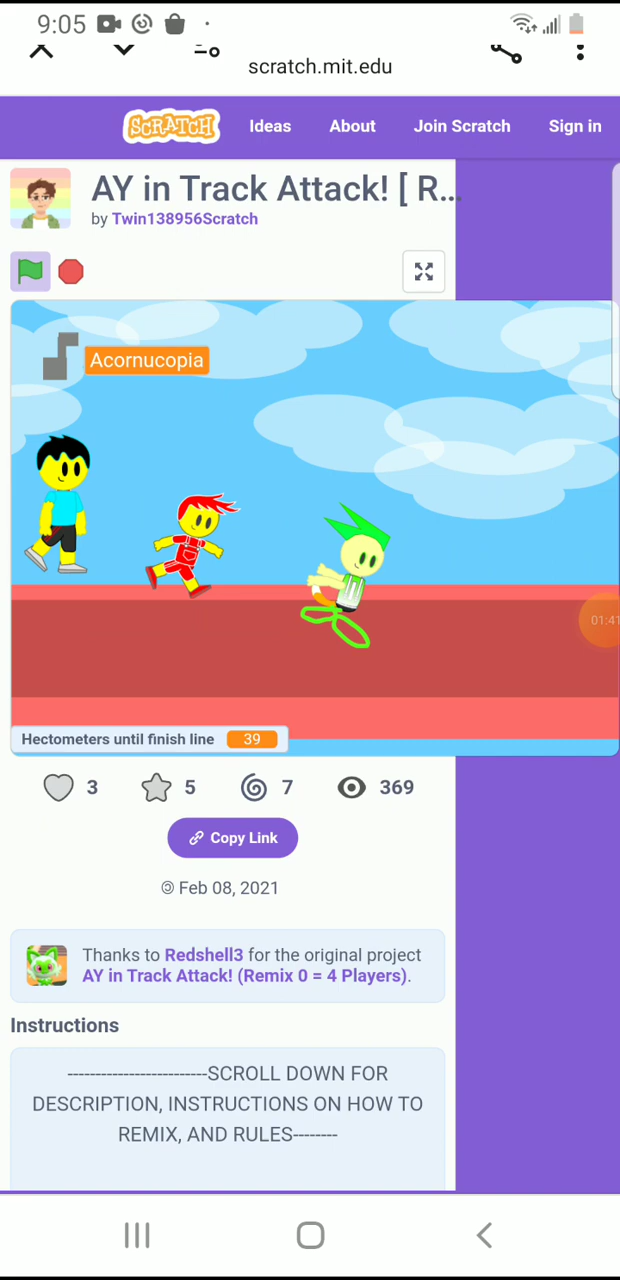 9:05
scratch.mit.edu
SCRATCH
Ideas
About
Join Scratch
Sign in
AY in Track Attack! [ R...
by Twin138956Scratch
Acornucopia
01:41
Hectometers until finish line 39
3
5
7
369
Copy Link
Feb 08, 2021
Thanks to Redshell3 for the original project
AY in Track Attack! (Remix 0 = 4 Players).
Instructions
-------------------------SCROLL DOWN FOR
DESCRIPTION, INSTRUCTIONS ON HOW TO
REMIX, AND RULES--------